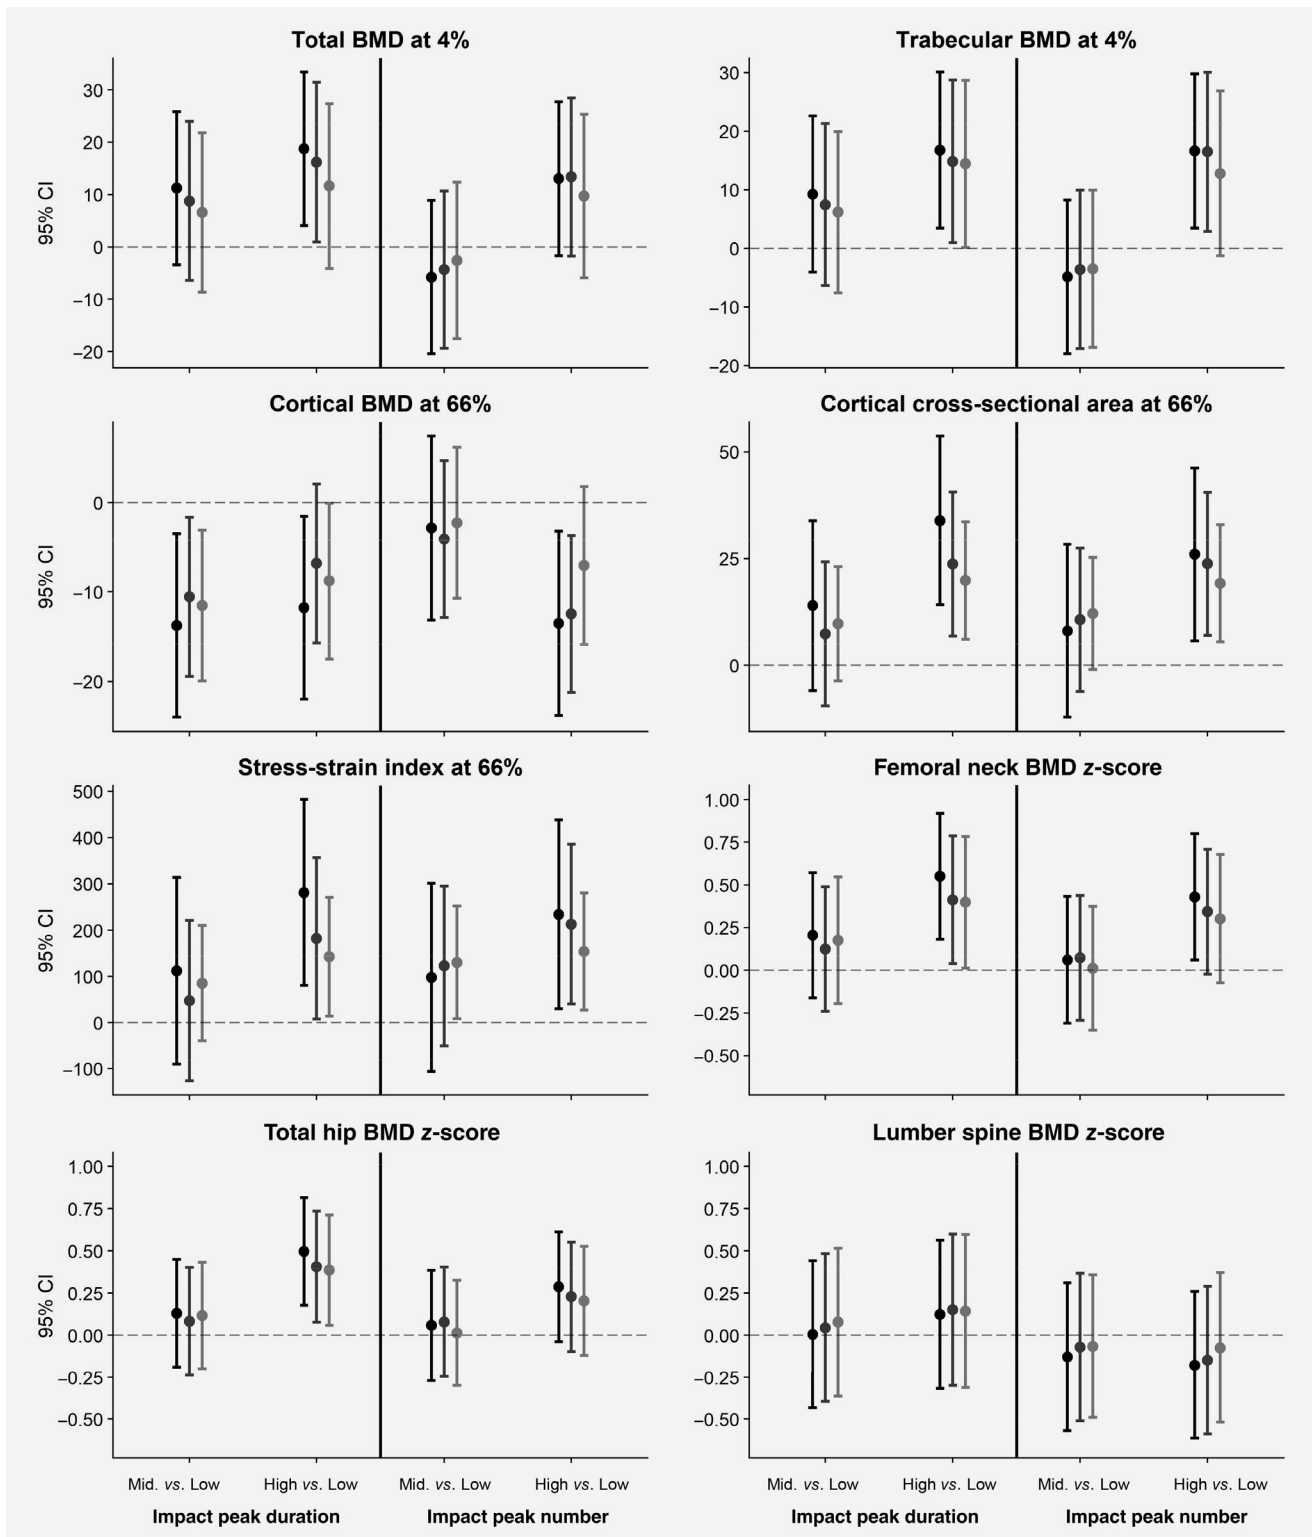 Total BMD at 4%
95% CI
30
20
10
0
−10
−20
Trabecular BMD at 4%
30
20
10
0
−10
−20
Cortical BMD at 66%
95% CI
0
−10
−20
Cortical cross-sectional area at 66%
50
25
0
Stress-strain index at 66%
95% CI
500
400
300
200
100
0
−100
Femoral neck BMD z-score
1.00
0.75
0.50
0.25
0.00
−0.25
−0.50
Total hip BMD z-score
95% CI
1.00
0.75
0.50
0.25
0.00
−0.25
−0.50
Lumber spine BMD z-score
1.00
0.75
0.50
0.25
0.00
−0.25
−0.50
Mid. vs. Low High vs. Low Mid. vs. Low High vs. Low
Impact peak duration Impact peak number
Mid. vs. Low High vs. Low Mid. vs. Low High vs. Low
Impact peak duration Impact peak number